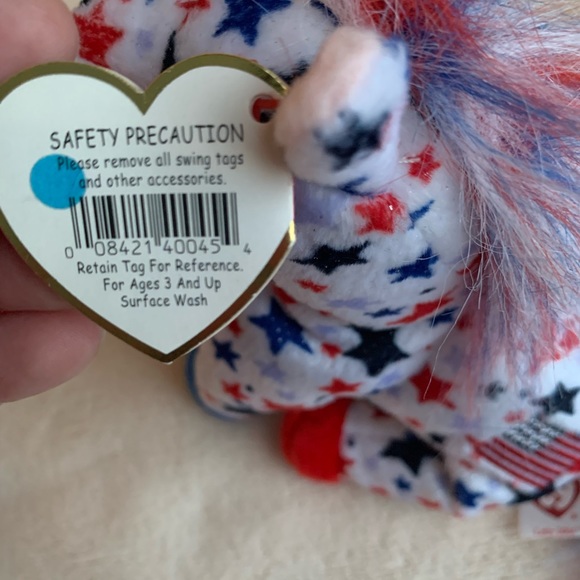 SAFETY PRECAUTION
Please remove all swing tags
and other accessories.
0 08421 40045 4
Retain Tag For Reference.
For Ages 3 And Up
Surface Wash